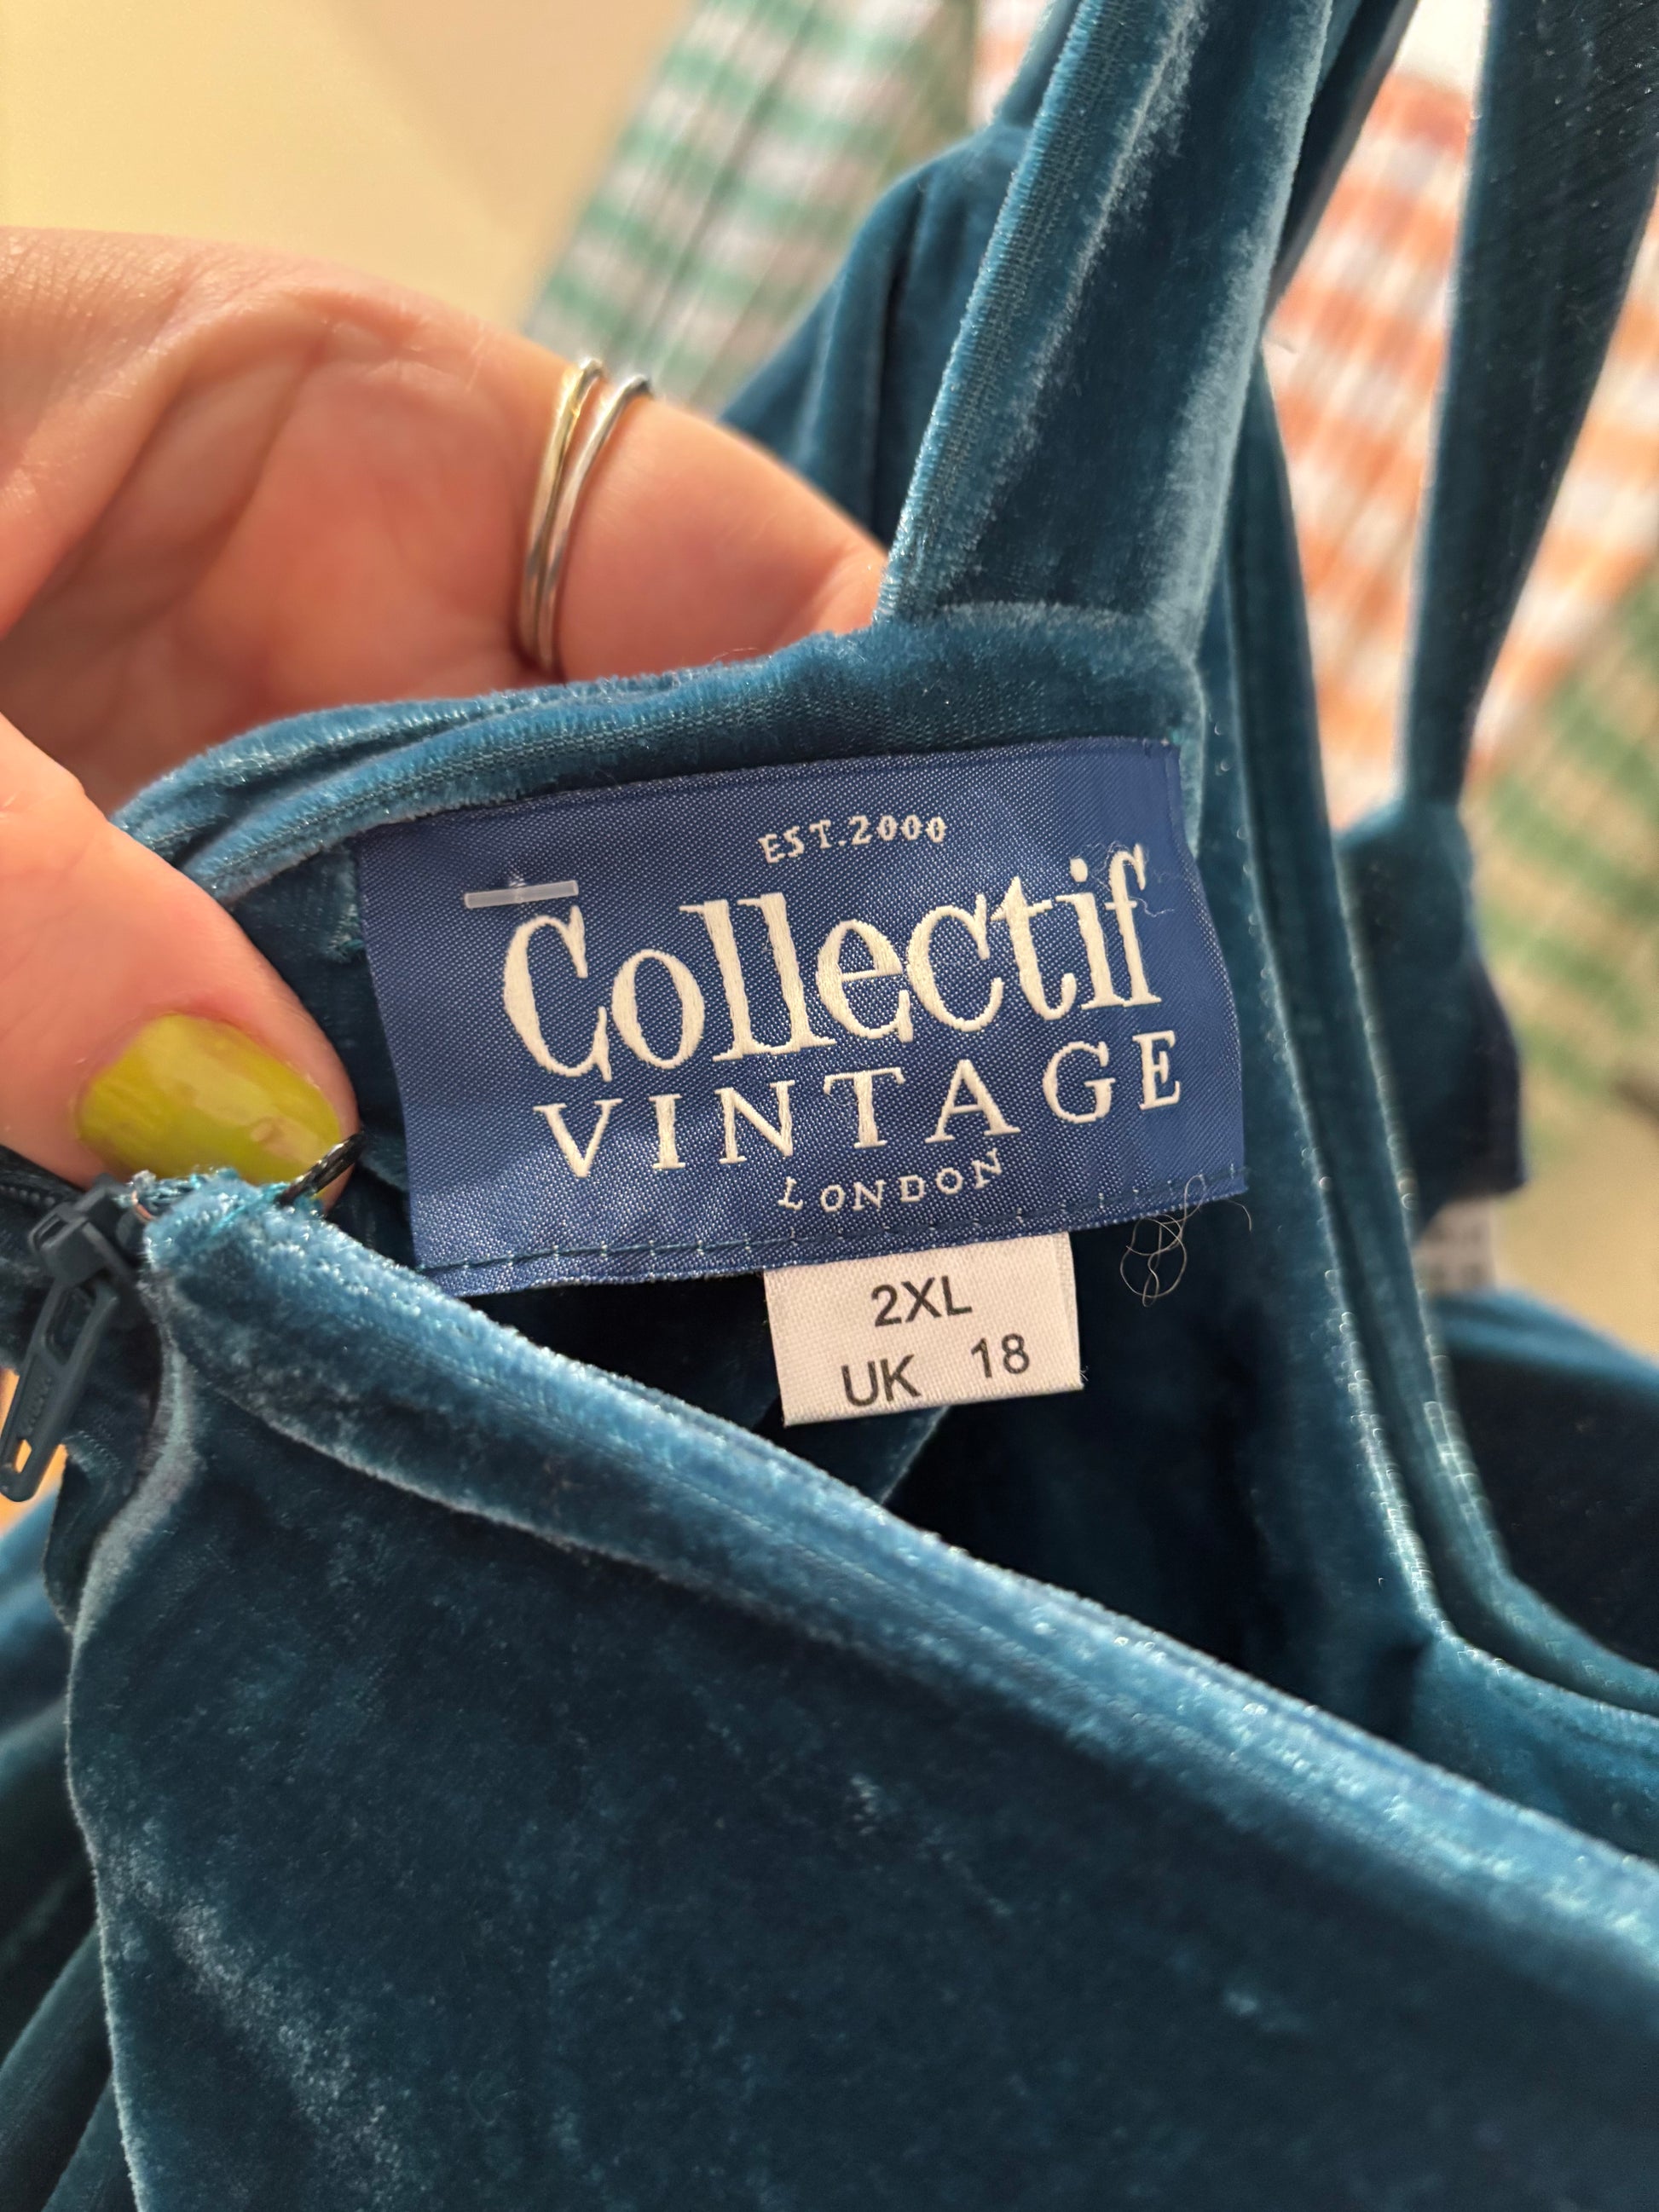 EST.2000
Collectif
VINTAGE
LONDON
2XL
UK 18